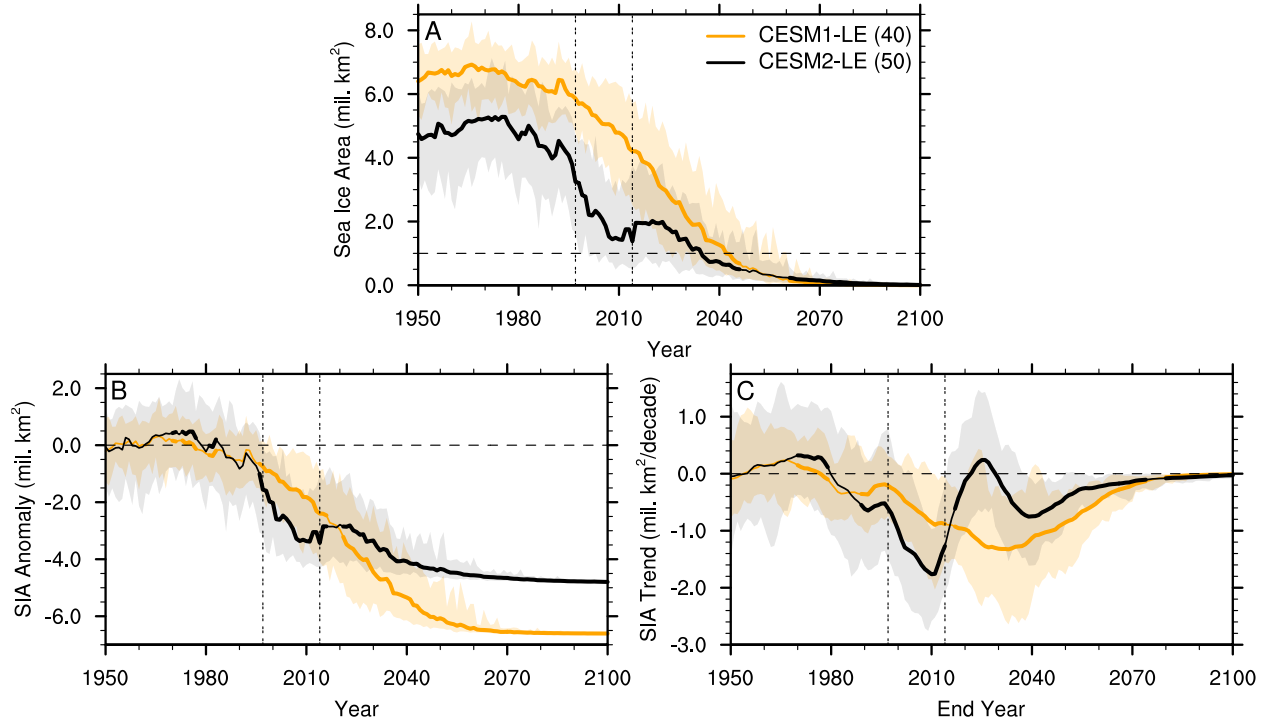 A
CESM1-LE (40)
CESM2-LE (50)
Sea Ice Area (mil. km²)
8.0
6.0
4.0
2.0
0.0
1950 1980 2010 2040 2070 2100
Year
B
SIA Anomaly (mil. km²)
2.0
0.0
-2.0
-4.0
-6.0
1950 1980 2010 2040 2070 2100
Year
C
SIA Trend (mil. km²/decade)
1.0
0.0
-1.0
-2.0
-3.0
1950 1980 2010 2040 2070 2100
End Year